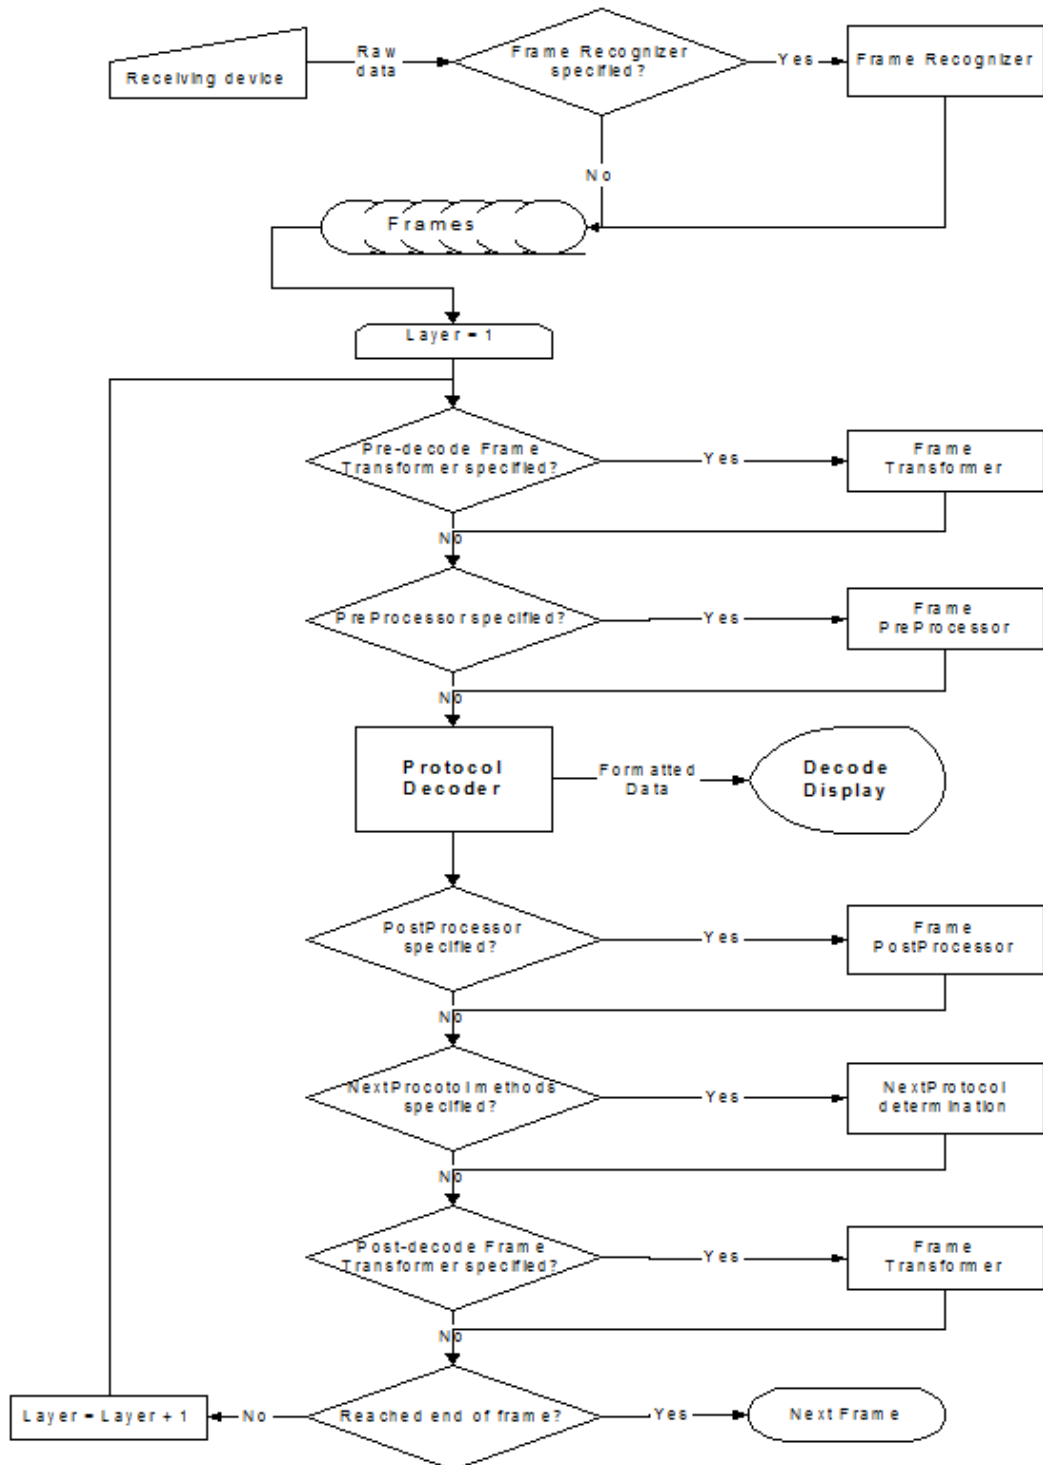 Receiving device
Raw
data
Frame Recognizer
specified?
Yes
Frame Recognizer
No
Frames
Layer = 1
Pre-decode Frame
Transformer specified?
Yes
Frame
Transformer
No
PreProcessor specified?
Yes
Frame
PreProcessor
No
Protocol
Decoder
Formatted
Data
Decode
Display
PostProcessor
specified?
Yes
Frame
PostProcessor
No
NextProcotol methods
specified?
Yes
NextProtocol
determination
No
Post-decode Frame
Transformer specified?
Yes
Frame
Transformer
No
Layer = Layer + 1
No
Reached end of frame?
Yes
Next Frame